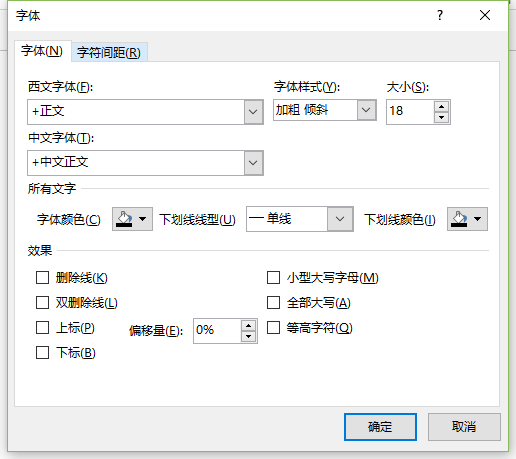 字体
?
字体(N) 字符间距(R)
西文字体(F): 字体样式(Y): 大小(S):
+正文 加粗 倾斜 18
中文字体(T):
+中文正文
所有文字
字体颜色(C) 下划线线型(U) 单线 下划线颜色(I)
效果
删除线(K) 小型大写字母(M)
双删除线(L) 全部大写(A)
上标(P) 偏移量(E): 0% 等高字符(Q)
下标(B)
确定 取消